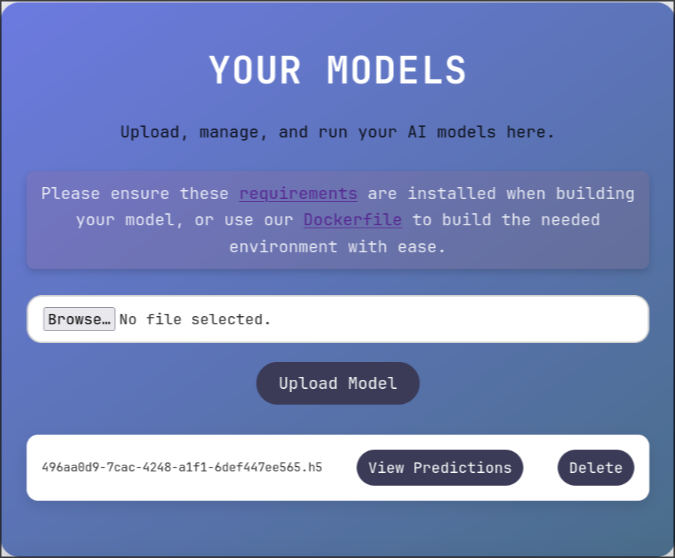 YOUR MODELS
Upload, manage, and run your AI models here.
Please ensure these requirements are installed when building
your model, or use our Dockerfile to build the needed
environment with ease.
Browse… No file selected.
Upload Model
496aa0d9-7cac-4248-a1f1-6def447ee565.h5 View Predictions Delete